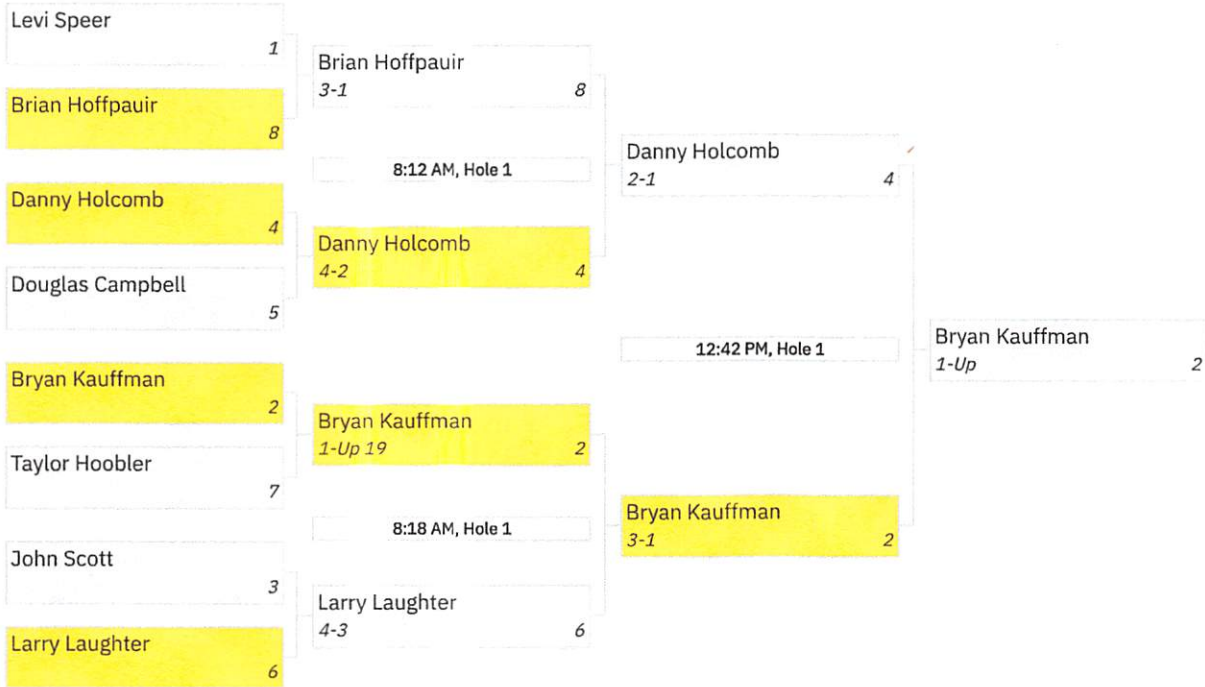 Levi Speer
1
Brian Hoffpauir
8
Danny Holcomb
4
Douglas Campbell
5
Bryan Kauffman
2
Taylor Hoobler
7
John Scott
3
Larry Laughter
6
Brian Hoffpauir
3-1 8
8:12 AM, Hole 1
Danny Holcomb
4-2 4
Bryan Kauffman
1-Up 19 2
8:18 AM, Hole 1
Larry Laughter
4-3 6
Danny Holcomb
2-1 4
12:42 PM, Hole 1
Bryan Kauffman
3-1 2
Bryan Kauffman
1-Up 2